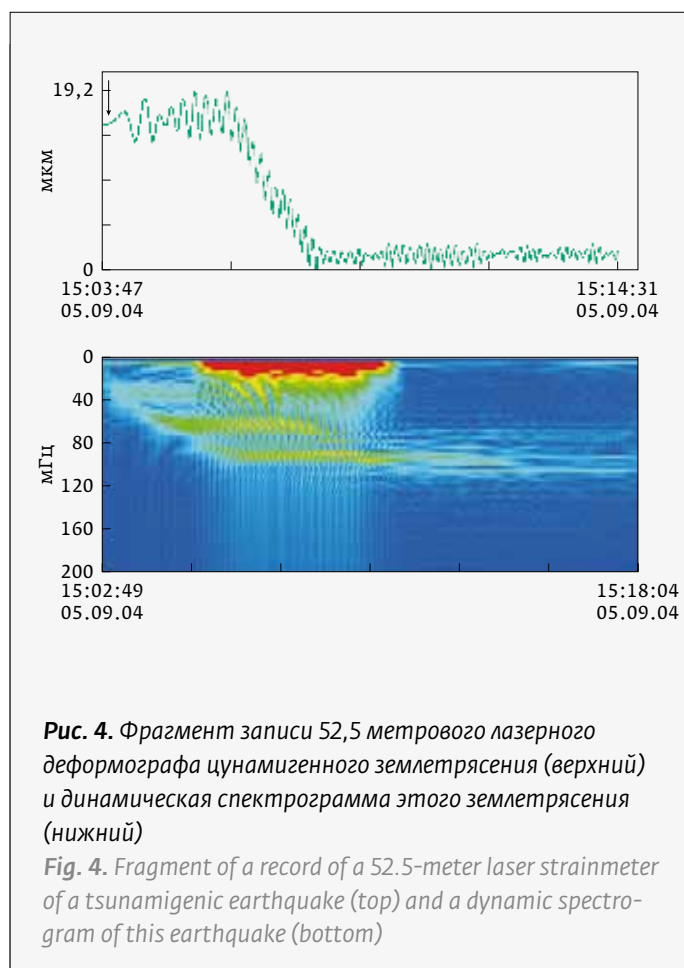 19,2
мкм
0
15:03:47
05.09.04
15:14:31
05.09.04
0
40
80
120
160
200
мГц
15:02:49
05.09.04
15:18:04
05.09.04
Рис. 4. Фрагмент записи 52,5 метрового лазерного
деформографа цунамигенного землетрясения (верхний)
и динамическая спектрограмма этого землетрясения
(нижний)
Fig. 4. Fragment of a record of a 52.5-meter laser strainmeter
of a tsunamigenic earthquake (top) and a dynamic spectro-
gram of this earthquake (bottom)